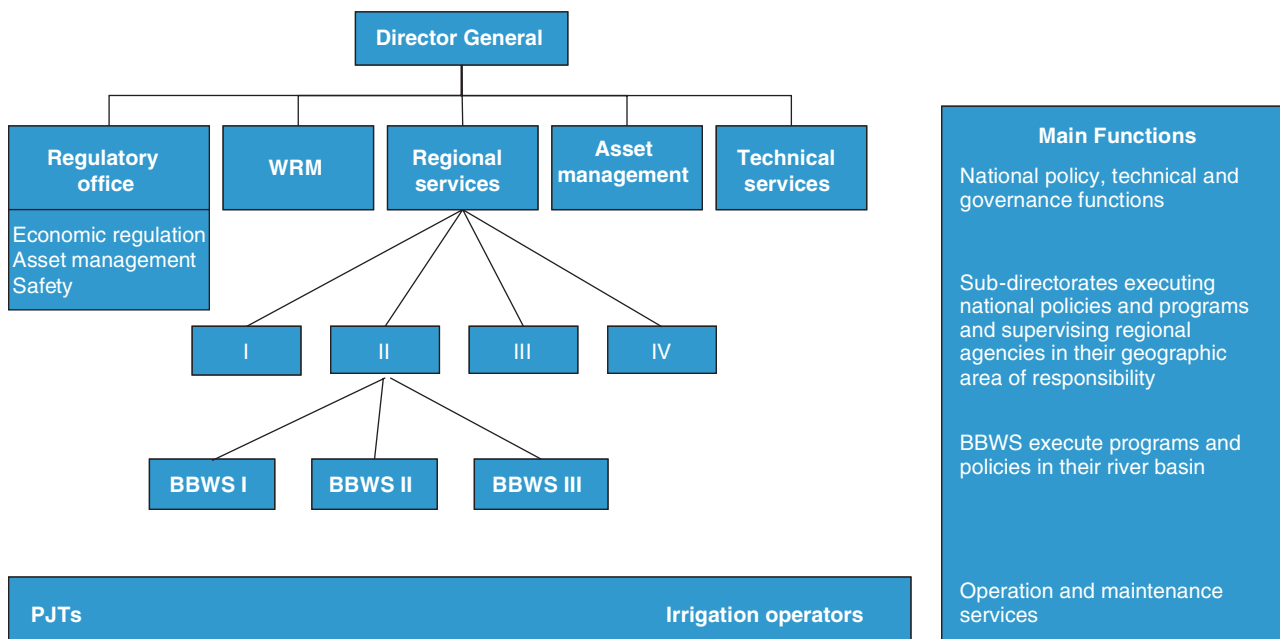 Director General
Regulatory
office
WRM
Regional
services
Asset
management
Technical
services
Economic regulation
Asset management
Safety
I
II
III
IV
BBWS I
BBWS II
BBWS III
PJTs
Irrigation operators
Main Functions
National policy, technical and
governance functions
Sub-directorates executing
national policies and programs
and supervising regional
agencies in their geographic
area of responsibility
BBWS execute programs and
policies in their river basin
Operation and maintenance
services